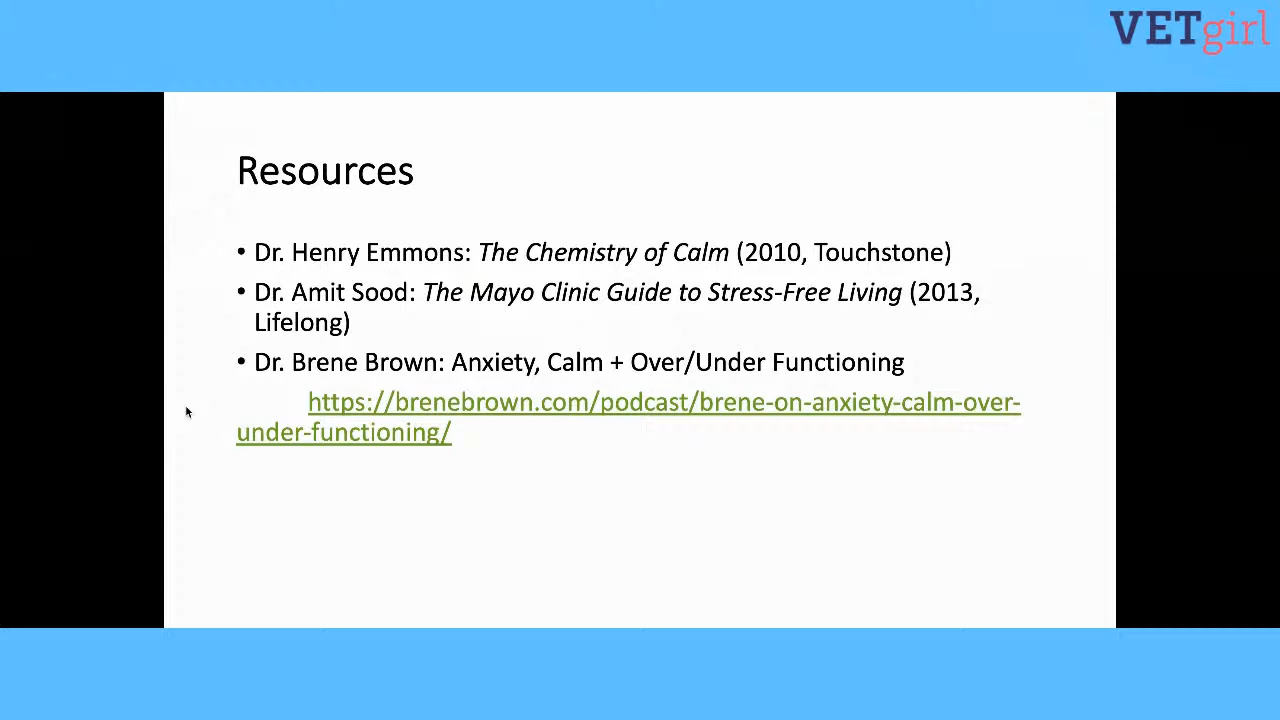 VETgirl
Resources
• Dr. Henry Emmons: The Chemistry of Calm (2010, Touchstone)
• Dr. Amit Sood: The Mayo Clinic Guide to Stress-Free Living (2013,
Lifelong)
• Dr. Brene Brown: Anxiety, Calm + Over/Under Functioning
https://brenebrown.com/podcast/brene-on-anxiety-calm-over-
under-functioning/